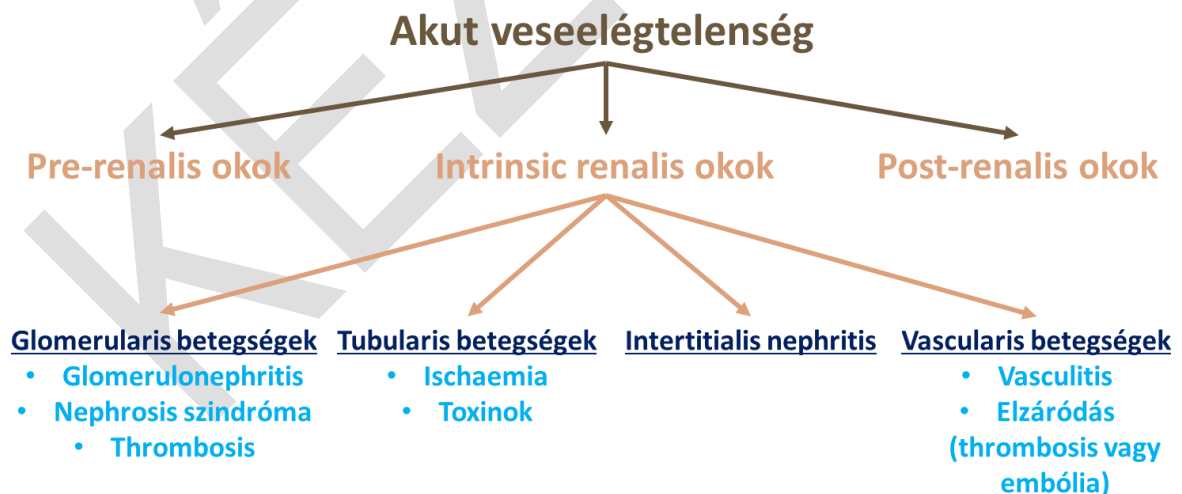 Akut veseelégtelenség
Pre-renalis okok
Intrinsic renalis okok
Post-renalis okok
Glomerularis betegségek
• Glomerulonephritis
• Nephrosis szindróma
• Thrombosis
Tubularis betegségek
• Ischaemia
• Toxinok
Intertitialis nephritis
Vascularis betegségek
• Vasculitis
• Elzáródás
(thrombosis vagy
embólia)